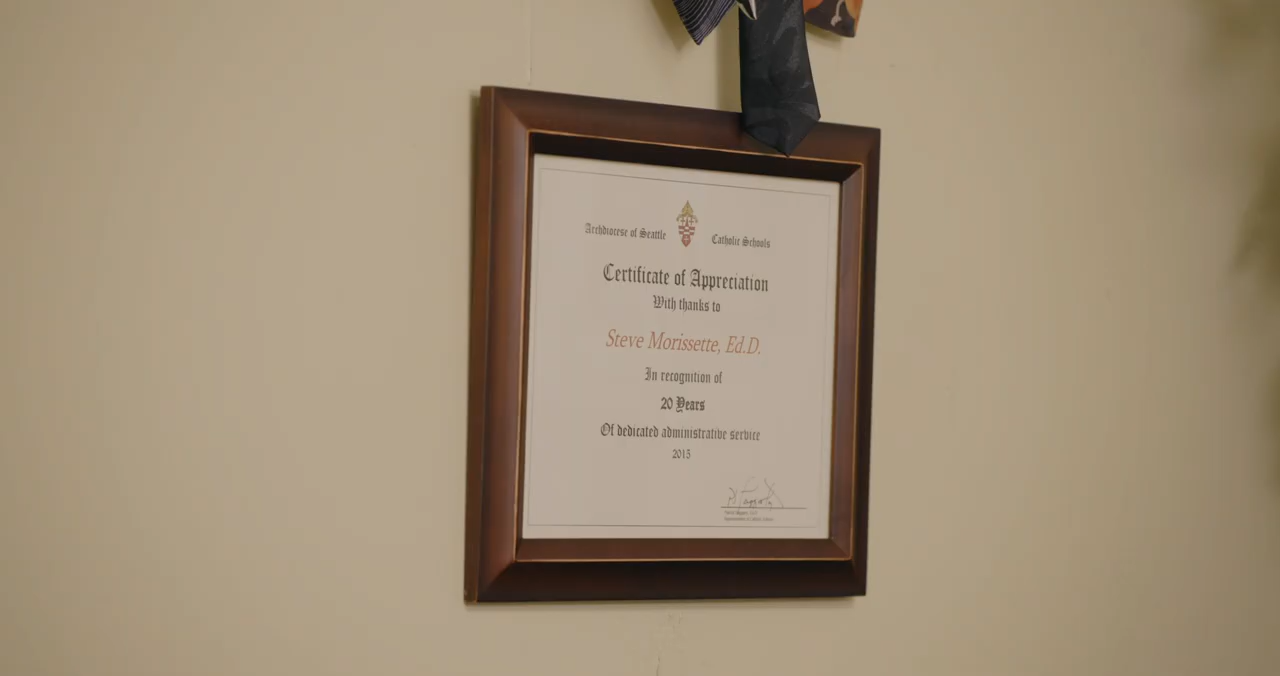 Archdiocese of Seattle Catholic Schools
Certificate of Appreciation
With thanks to
Steve Morissette, Ed.D.
In recognition of
20 Years
Of dedicated administrative service
2015